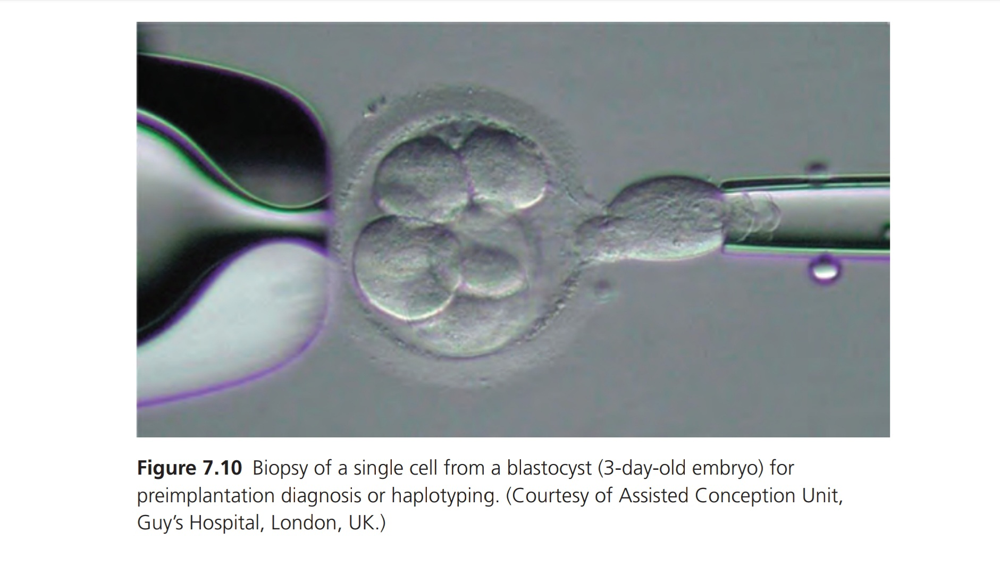 Figure 7.10 Biopsy of a single cell from a blastocyst (3-day-old embryo) for
preimplantation diagnosis or haplotyping. (Courtesy of Assisted Conception Unit,
Guy’s Hospital, London, UK.)